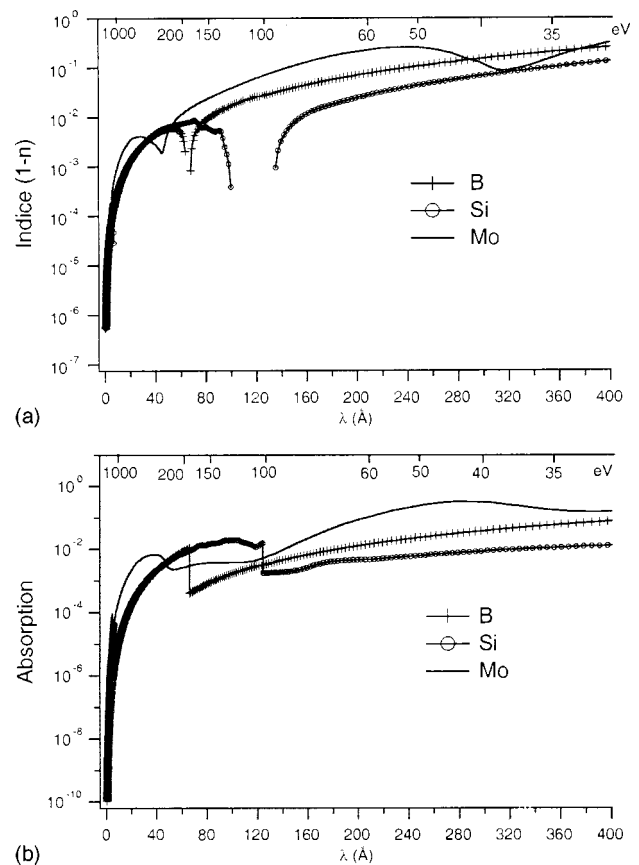 1000 200 150 100 60 50 35 eV
10⁰
10⁻¹
10⁻²
10⁻³
10⁻⁴
10⁻⁵
10⁻⁶
10⁻⁷
Indice (1-n)
B
Si
Mo
0 40 80 120 160 200 240 280 320 360 400
λ (Å)
(a)
1000 200 150 100 60 50 40 35 eV
10⁰
10⁻²
10⁻⁴
10⁻⁶
10⁻⁸
10⁻¹⁰
Absorption
B
Si
Mo
0 40 80 120 160 200 240 280 320 360 400
λ (Å)
(b)